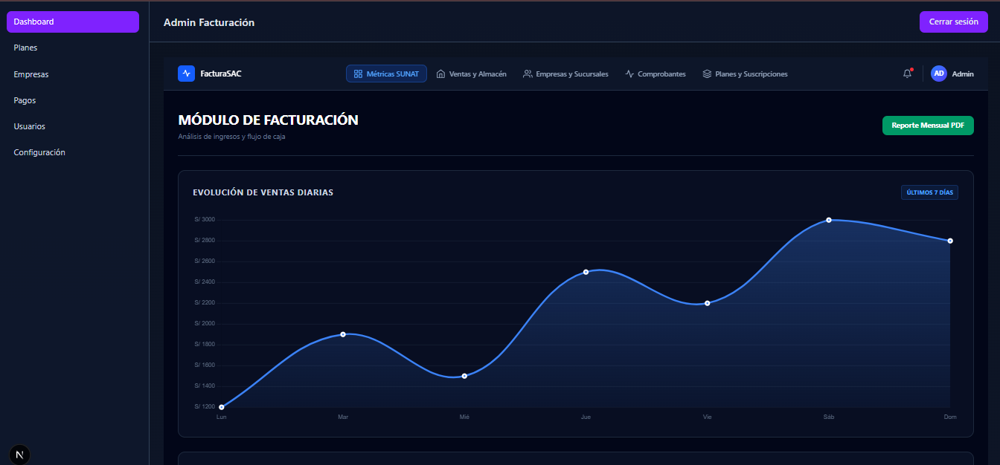 Dashboard
Planes
Empresas
Pagos
Usuarios
Configuración
N
Admin Facturación
Cerrar sesión
FacturaSAC
Métricas SUNAT
Ventas y Almacén
Empresas y Sucursales
Comprobantes
Planes y Suscripciones
AD
Admin
MÓDULO DE FACTURACIÓN
Análisis de ingresos y flujo de caja
Reporte Mensual PDF
EVOLUCIÓN DE VENTAS DIARIAS
ÚLTIMOS 7 DÍAS
S/ 3000
S/ 2800
S/ 2600
S/ 2400
S/ 2200
S/ 2000
S/ 1800
S/ 1600
S/ 1400
S/ 1200
Lun Mar Mié Jue Vie Sáb Dom